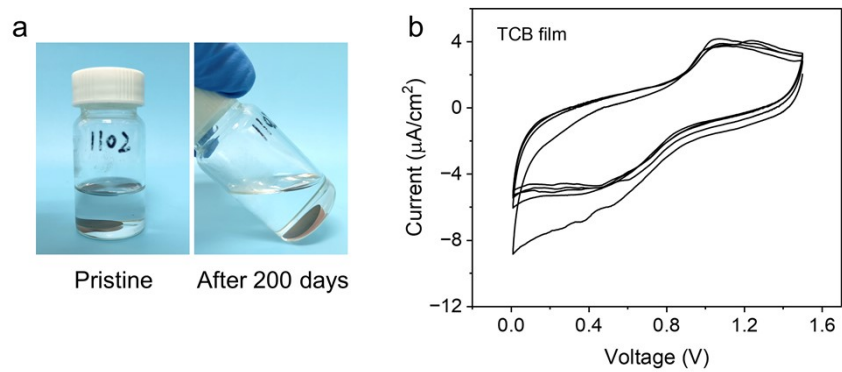 a
1102
110
Pristine
After 200 days
b
TCB film
4
0
−4
−8
−12
Current (μA/cm2)
0.0
0.4
0.8
1.2
1.6
Voltage (V)